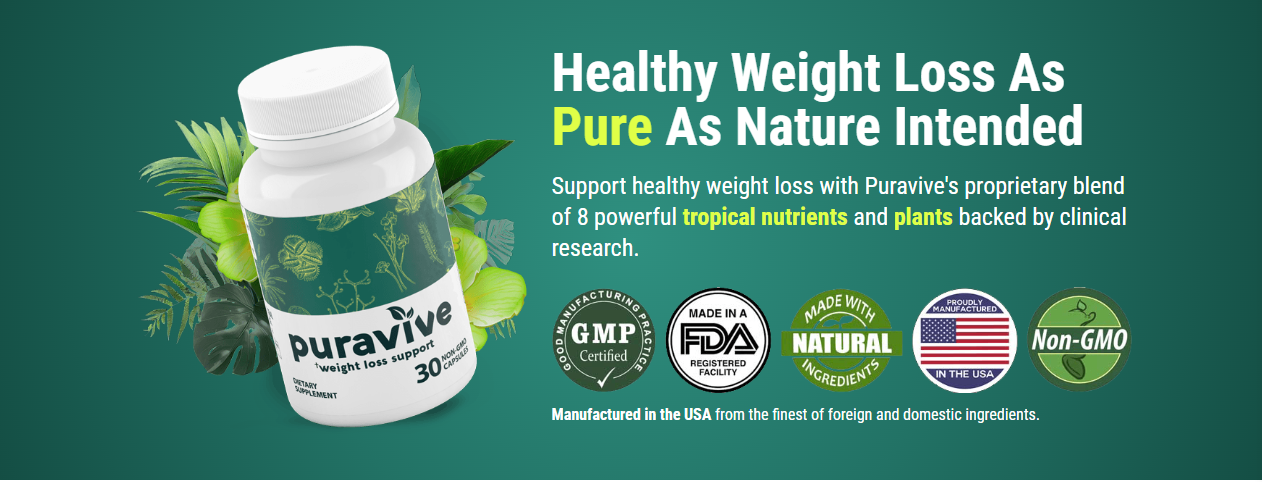 Healthy Weight Loss As
Pure As Nature Intended
Support healthy weight loss with Puravive's proprietary blend
of 8 powerful tropical nutrients and plants backed by clinical
research.
puravive
†weight loss support
DIETARY
SUPPLEMENT
30 NON-GMO
CAPSULES
GOOD MANUFACTURING PRACTICE
GMP
Certified
MADE IN A
FDA
REGISTERED
FACILITY
MADE WITH
NATURAL
INGREDIENTS
PROUDLY
MANUFACTURED
IN THE USA
Non-GMO
Manufactured in the USA from the finest of foreign and domestic ingredients.